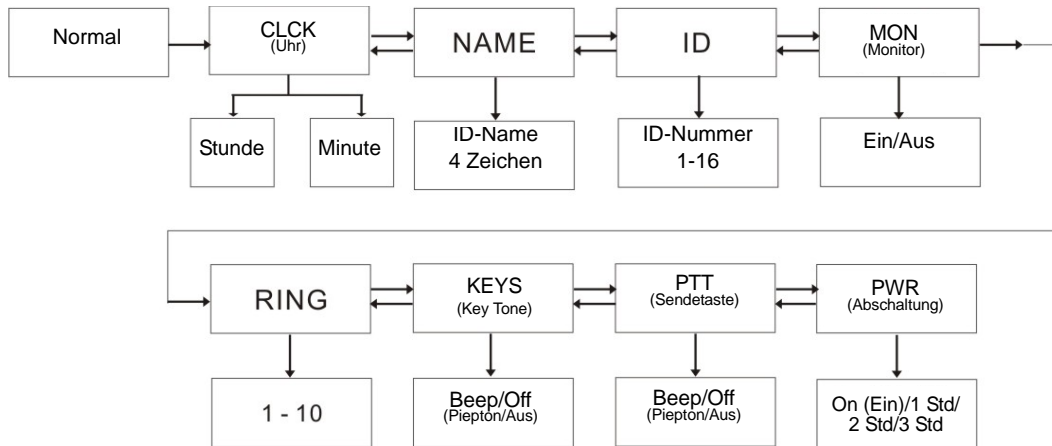 Normal
CLCK
(Uhr)
NAME
ID
MON
(Monitor)
Stunde
Minute
ID-Name
4 Zeichen
ID-Nummer
1-16
Ein/Aus
RING
KEYS
(Key Tone)
PTT
(Sendetaste)
PWR
(Abschaltung)
1 - 10
Beep/Off
(Piepton/Aus)
Beep/Off
(Piepton/Aus)
On (Ein)/1 Std/
2 Std/3 Std